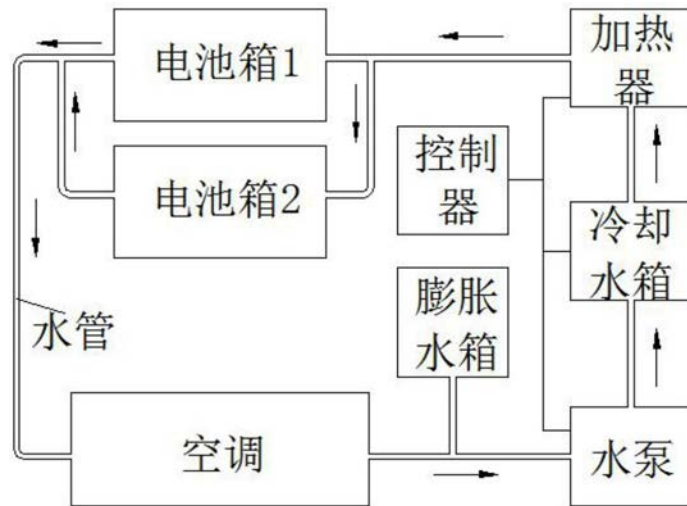 电池箱1
加热
器
控制
器
电池箱2
冷却
水箱
膨胀
水箱
水管
空调
水泵